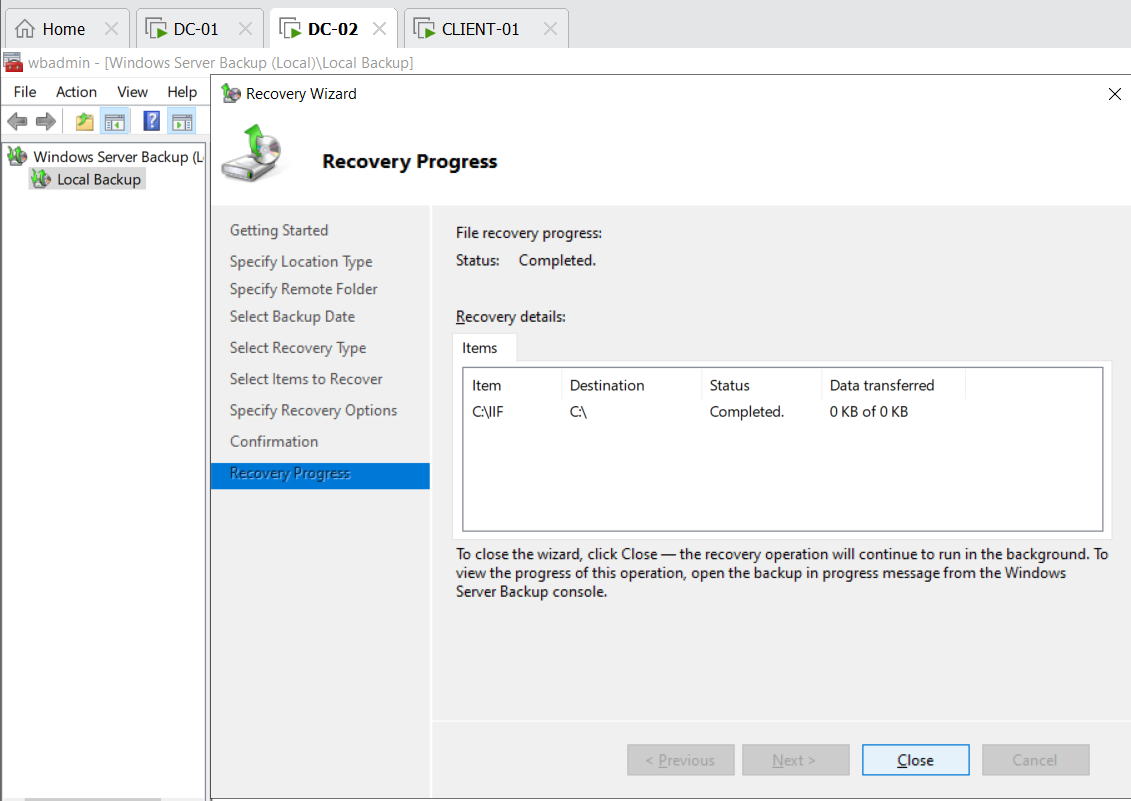 Home
DC-01
DC-02
CLIENT-01
wbadmin - [Windows Server Backup (Local)\Local Backup]
File Action View Help
Windows Server Backup (L
Local Backup
Recovery Wizard
Recovery Progress
Getting Started
Specify Location Type
Specify Remote Folder
Select Backup Date
Select Recovery Type
Select Items to Recover
Specify Recovery Options
Confirmation
Recovery Progress
File recovery progress:
Status: Completed.
Recovery details:
Items
Item Destination Status Data transferred
C:\IIF C:\ Completed. 0 KB of 0 KB
To close the wizard, click Close — the recovery operation will continue to run in the background. To
view the progress of this operation, open the backup in progress message from the Windows
Server Backup console.
< Previous
Next >
Close
Cancel